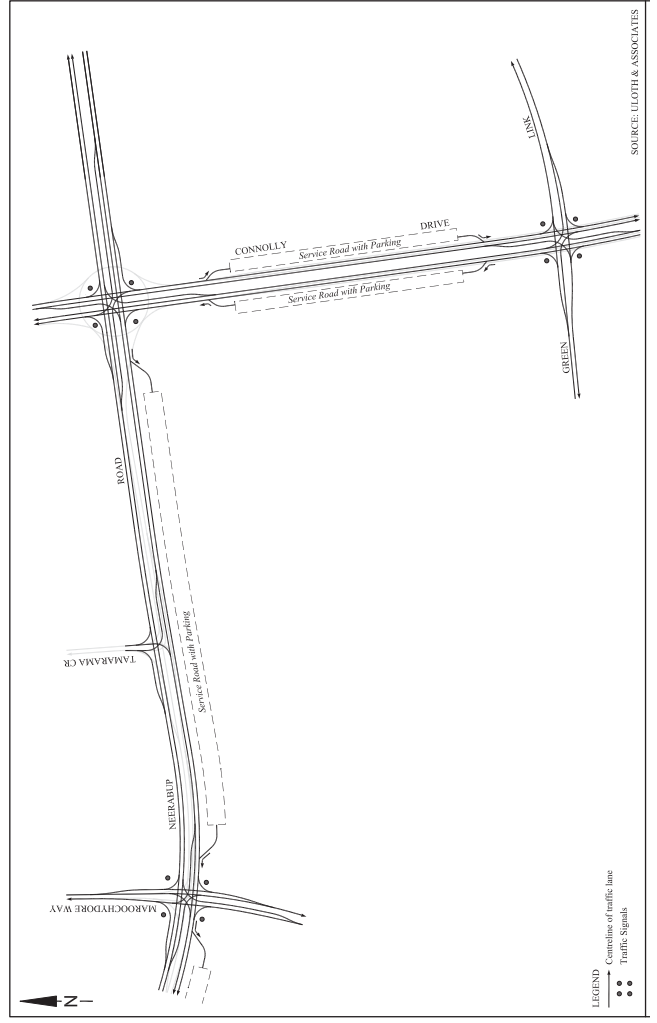 SOURCE: ULOTH & ASSOCIATES
LINK
CONNOLLY
DRIVE
Service Road with Parking
Service Road with Parking
GREEN
ROAD
TAMARAMA CR
Service Road with Parking
NEERABUP
MAROOCHYDORE WAY
N
LEGEND
Centreline of traffic lane
Traffic Signals